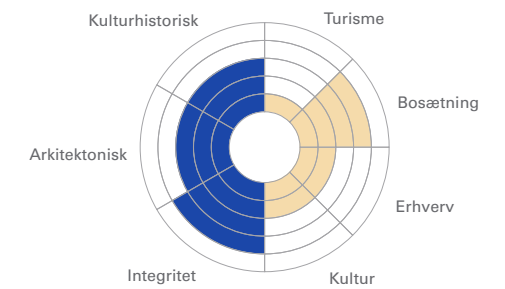 Kulturhistorisk
Turisme
Bosætning
Arkitektonisk
Erhverv
Integritet
Kultur